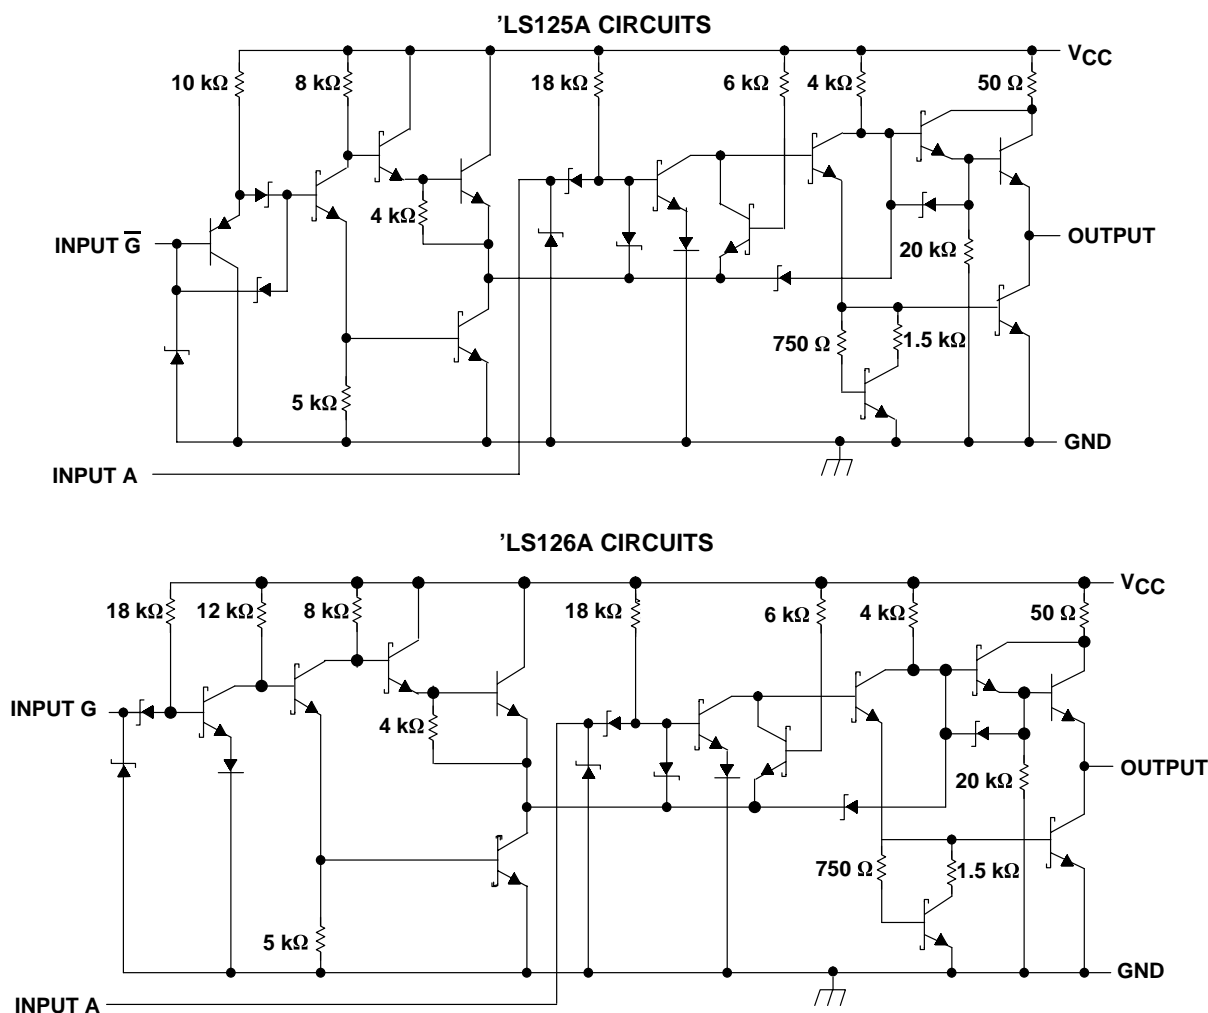 'LS125A CIRCUITS
VCC
10 kΩ
8 kΩ
18 kΩ
6 kΩ
4 kΩ
50 Ω
4 kΩ
INPUT G̅
OUTPUT
20 kΩ
750 Ω
1.5 kΩ
5 kΩ
GND
INPUT A
'LS126A CIRCUITS
VCC
18 kΩ
12 kΩ
8 kΩ
18 kΩ
6 kΩ
4 kΩ
50 Ω
INPUT G
4 kΩ
OUTPUT
20 kΩ
750 Ω
1.5 kΩ
5 kΩ
GND
INPUT A